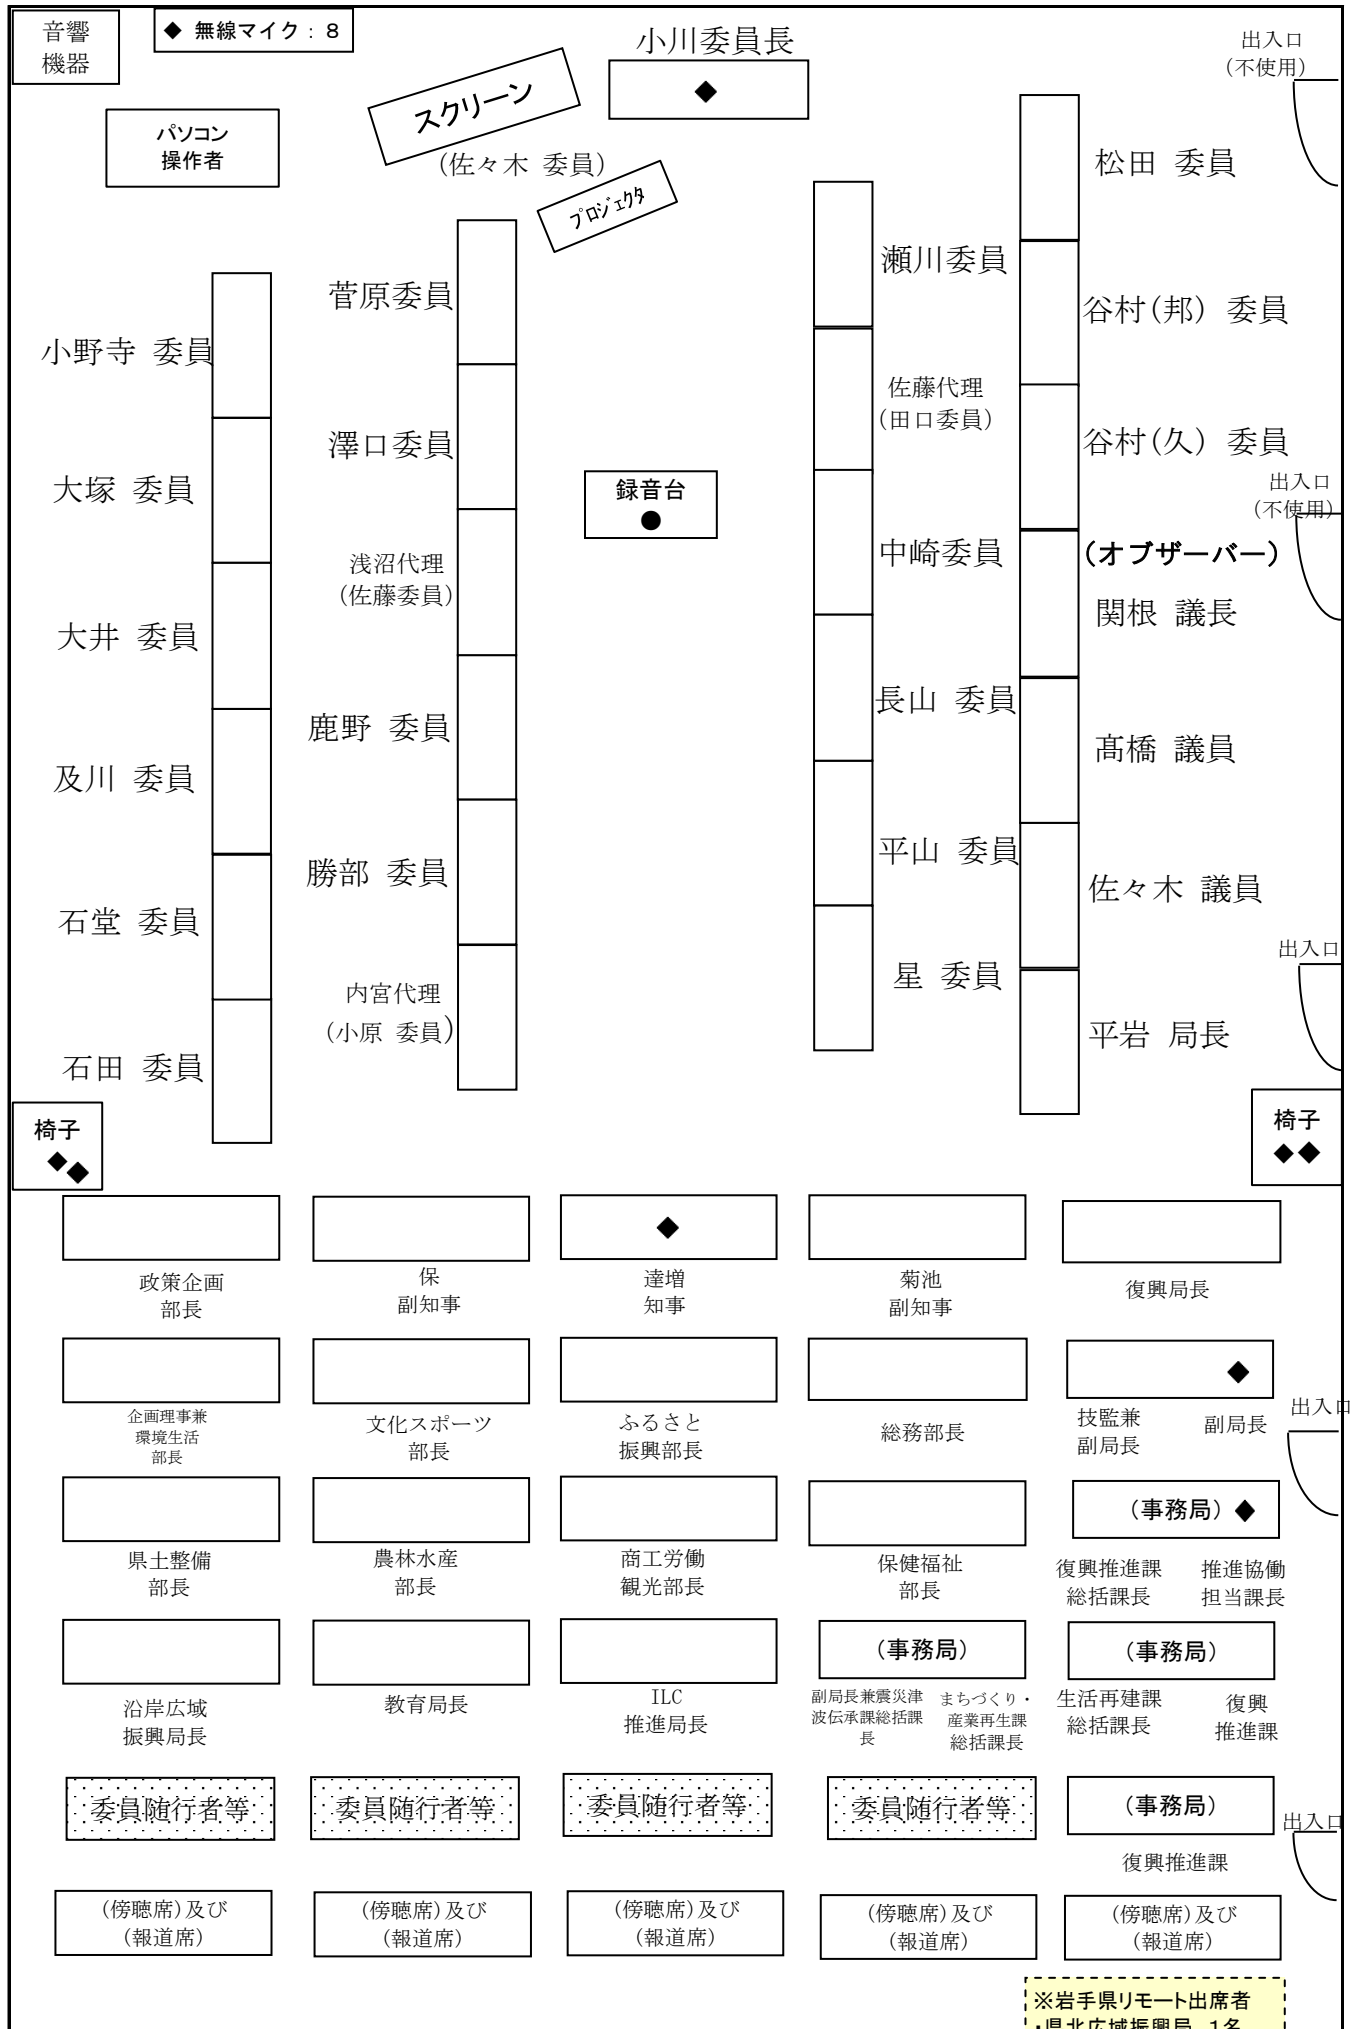 音響
機器
◆ 無線マイク：8
小川委員長
◆
出入口
(不使用)
スクリーン
パソコン
操作者
(佐々木 委員)
プロジェクタ
松田 委員
瀬川委員
菅原委員
谷村(邦) 委員
小野寺 委員
佐藤代理
(田口委員)
澤口委員
谷村(久) 委員
大塚 委員
録音台
●
出入口
(不使用)
中崎委員
(オブザーバー)
浅沼代理
(佐藤委員)
関根 議長
大井 委員
長山 委員
鹿野 委員
髙橋 議員
及川 委員
平山 委員
勝部 委員
佐々木 議員
石堂 委員
出入口
星 委員
内宮代理
(小原 委員)
平岩 局長
石田 委員
椅子
◆◆
椅子
◆◆
◆
政策企画
部長
保
副知事
達増
知事
菊池
副知事
復興局長
◆
企画理事兼
環境生活
部長
文化スポーツ
部長
ふるさと
振興部長
総務部長
技監兼
副局長
副局長
出入口
(事務局) ◆
県土整備
部長
農林水産
部長
商工労働
観光部長
保健福祉
部長
復興推進課
総括課長
推進協働
担当課長
(事務局)
(事務局)
沿岸広域
振興局長
教育局長
ILC
推進局長
副局長兼震災津
波伝承課総括課
長
まちづくり・
産業再生課
総括課長
生活再建課
総括課長
復興
推進課
委員随行者等
委員随行者等
委員随行者等
委員随行者等
(事務局)
出入口
復興推進課
(傍聴席)及び
(報道席)
(傍聴席)及び
(報道席)
(傍聴席)及び
(報道席)
(傍聴席)及び
(報道席)
(傍聴席)及び
(報道席)
※岩手県リモート出席者
・県北広域振興局 1名